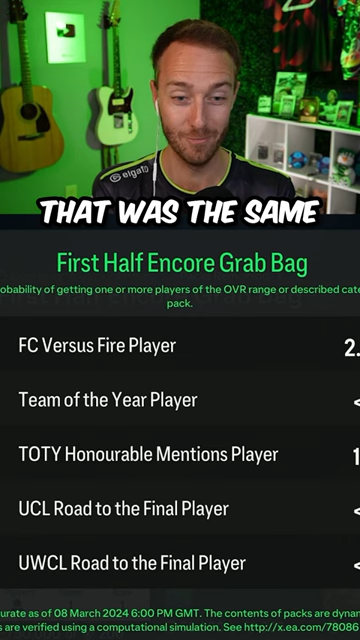 elgato
THAT WAS THE SAME
First Half Encore Grab Bag
obability of getting one or more players of the OVR range or described cate
pack.
FC Versus Fire Player 2.
Team of the Year Player <
TOTY Honourable Mentions Player 1
UCL Road to the Final Player <
UWCL Road to the Final Player <
urate as of 08 March 2024 6:00 PM GMT. The contents of packs are dynam
s are verified using a computational simulation. See http://x.ea.com/78086